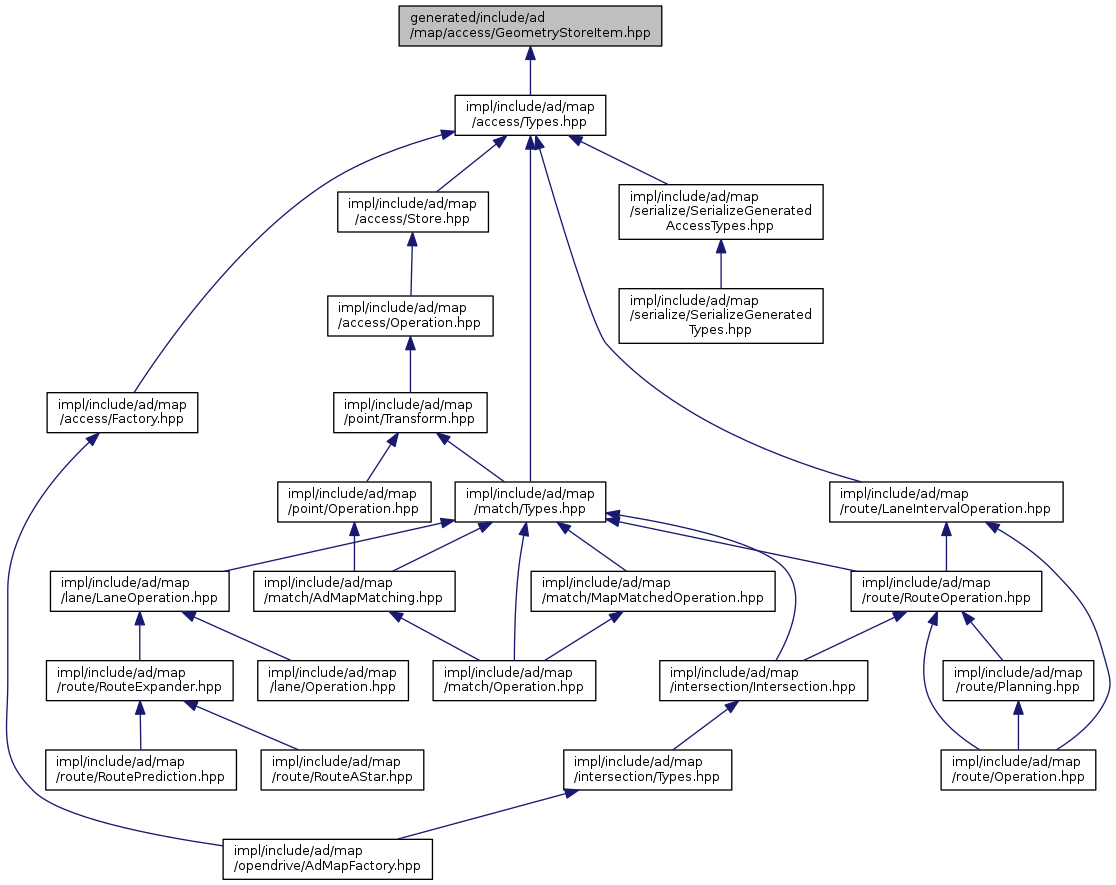 generated/include/ad
/map/access/GeometryStoreItem.hpp
impl/include/ad/map
/access/Types.hpp
impl/include/ad/map
/access/Store.hpp
impl/include/ad/map
/serialize/SerializeGenerated
AccessTypes.hpp
impl/include/ad/map
/access/Operation.hpp
impl/include/ad/map
/serialize/SerializeGenerated
Types.hpp
impl/include/ad/map
/access/Factory.hpp
impl/include/ad/map
/point/Transform.hpp
impl/include/ad/map
/point/Operation.hpp
impl/include/ad/map
/match/Types.hpp
impl/include/ad/map
/route/LaneIntervalOperation.hpp
impl/include/ad/map
/lane/LaneOperation.hpp
impl/include/ad/map
/match/AdMapMatching.hpp
impl/include/ad/map
/match/MapMatchedOperation.hpp
impl/include/ad/map
/route/RouteOperation.hpp
impl/include/ad/map
/route/RouteExpander.hpp
impl/include/ad/map
/lane/Operation.hpp
impl/include/ad/map
/match/Operation.hpp
impl/include/ad/map
/intersection/Intersection.hpp
impl/include/ad/map
/route/Planning.hpp
impl/include/ad/map
/route/RoutePrediction.hpp
impl/include/ad/map
/route/RouteAStar.hpp
impl/include/ad/map
/intersection/Types.hpp
impl/include/ad/map
/route/Operation.hpp
impl/include/ad/map
/opendrive/AdMapFactory.hpp